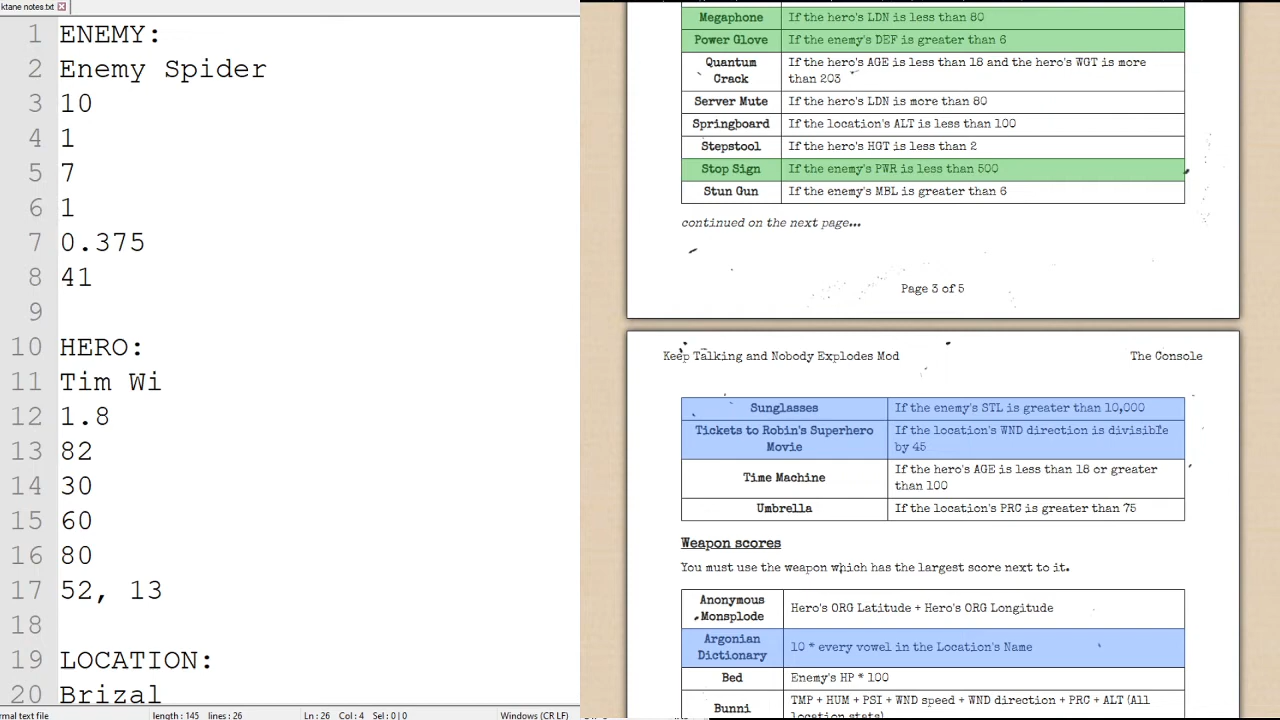 ktane notes.txt
1 ENEMY:
2 Enemy Spider
3 10
4 1
5 7
6 1
7 0.375
8 41
9
10 HERO:
11 Tim Wi
12 1.8
13 82
14 30
15 60
16 80
17 52, 13
18
19 LOCATION:
20 Brizal
rmal text file length: 145 lines: 26 Ln: 26 Col: 4 Sel: 0 | 0 Windows (CR LF)
Megaphone If the hero's LDN is less than 80
Power Glove If the enemy's DEF is greater than 6
Quantum Crack If the hero's AGE is less than 18 and the hero's WGT is more
than 203
Server Mute If the hero's LDN is more than 80
Springboard If the location's ALT is less than 100
Stepstool If the hero's HGT is less than 2
Stop Sign If the enemy's PWR is less than 500
Stun Gun If the enemy's MBL is greater than 6
continued on the next page...
Page 3 of 5
Keep Talking and Nobody Explodes Mod The Console
Sunglasses If the enemy's STL is greater than 10,000
Tickets to Robin's Superhero Movie If the location's WND direction is divisible
by 45
Time Machine If the hero's AGE is less than 18 or greater
than 100
Umbrella If the location's PRC is greater than 75
Weapon scores
You must use the weapon which has the largest score next to it.
Anonymous Monsplode Hero's ORG Latitude + Hero's ORG Longitude
Argonian Dictionary 10 * every vowel in the Location's Name
Bed Enemy's HP * 100
Bunni TMP + HUM + PSI + WND speed + WND direction + PRC + ALT (All
location stats)